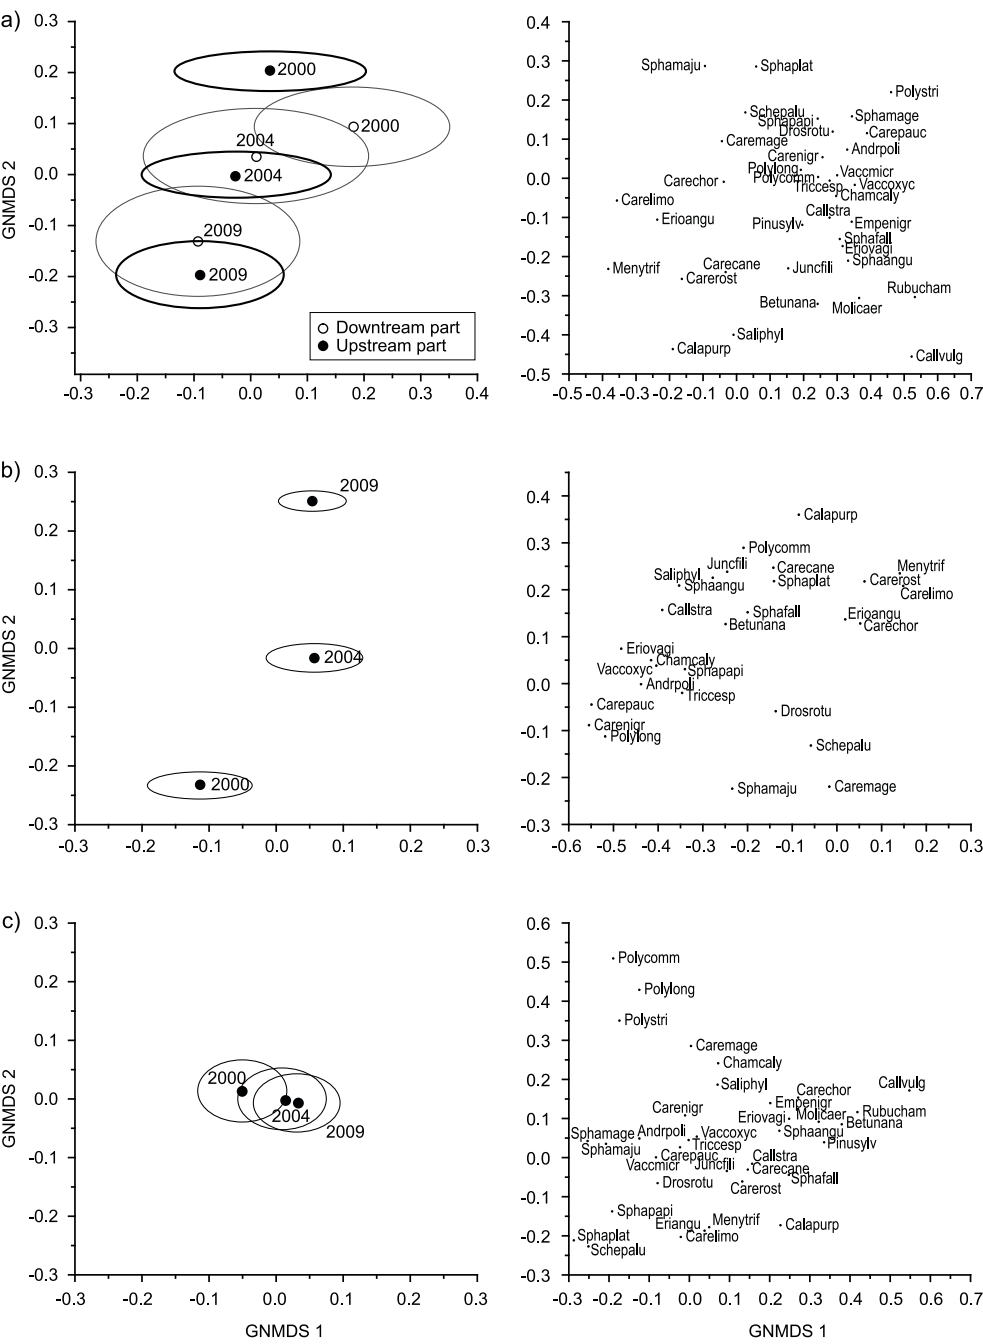 a)
0.3
0.2
0.1
0.0
-0.1
-0.2
-0.3
GNMDS 2
2000
2000
2004
2004
2009
2009
Downtream part
Upstream part
-0.3 -0.2 -0.1 0.0 0.1 0.2 0.3 0.4
0.4
0.3
0.2
0.1
0.0
-0.1
-0.2
-0.3
-0.4
-0.5
Sphamaju
Sphaplat
Polystri
Schepalu
Sphapapi
Sphamage
Drosrotu
Carepauc
Caremage
Andrpoli
Carenigr
Polylong
Polycomm
Vaccmicr
Carechor
Triccesp
Vaccoxyc
Chamcaly
Carelimo
Callstra
Erioangu
Pinusylv
Empenigr
Sphafall
Eriovagi
Sphaangu
Menytrif
Carecane
Carerost
Juncfili
Rubucham
Betunana
Molicaer
Saliphyl
Calapurp
Callvulg
-0.5 -0.4 -0.3 -0.2 -0.1 0.0 0.1 0.2 0.3 0.4 0.5 0.6 0.7
b)
0.3
0.2
0.1
0.0
-0.1
-0.2
-0.3
GNMDS 2
2009
2004
2000
-0.3 -0.2 -0.1 0.0 0.1 0.2 0.3
0.4
0.3
0.2
0.1
0.0
-0.1
-0.2
-0.3
Calapurp
Polycomm
Juncfili
Carecane
Menytrif
Saliphyl
Sphaangu
Sphaplat
Carerost
Carelimo
Callstra
Sphafall
Erioangu
Betunana
Carechor
Eriovagi
Chamcaly
Vaccoxyc
Sphapapi
Andrpoli
Triccesp
Carepauc
Drosrotu
Carenigr
Polylong
Schepalu
Sphamaju
Caremage
-0.6 -0.5 -0.4 -0.3 -0.2 -0.1 0.0 0.1 0.2 0.3
c)
0.3
0.2
0.1
0.0
-0.1
-0.2
-0.3
GNMDS 2
2000
2004
2009
-0.3 -0.2 -0.1 0.0 0.1 0.2 0.3
GNMDS 1
0.6
0.5
0.4
0.3
0.2
0.1
0.0
-0.1
-0.2
-0.3
Polycomm
Polylong
Polystri
Caremage
Chamcaly
Saliphyl
Carechor
Callvulg
Carenigr
Empenigr
Molicaer
Rubucham
Eriovagi
Betunana
Sphamage
Andrpoli
Vaccoxyc
Sphaangu
Sphamaju
Triccesp
Pinusylv
Carepauc
Callstra
Vaccmicr
Juncfili
Carecane
Drosrotu
Carerost
Sphafall
Sphapapi
Eriangu
Menytrif
Calapurp
Sphaplat
Carelimo
Schepalu
-0.3 -0.2 -0.1 0.0 0.1 0.2 0.3 0.4 0.5 0.6 0.7
GNMDS 1